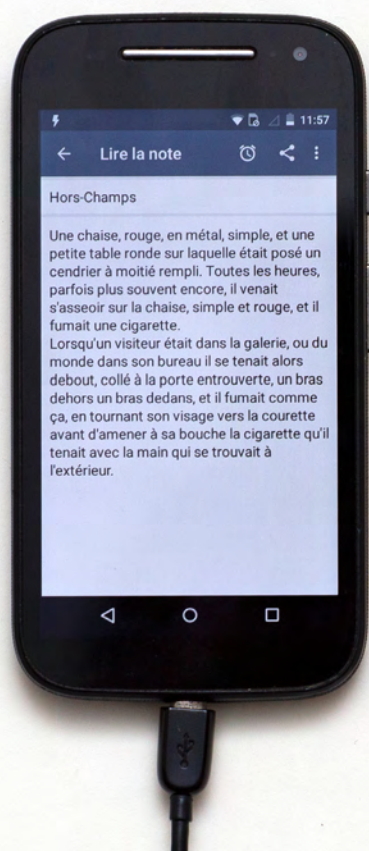 11:57
Lire la note
Hors-Champs
Une chaise, rouge, en métal, simple, et une
petite table ronde sur laquelle était posé un
cendrier à moitié rempli. Toutes les heures,
parfois plus souvent encore, il venait
s'asseoir sur la chaise, simple et rouge, et il
fumait une cigarette.
Lorsqu'un visiteur était dans la galerie, ou du
monde dans son bureau il se tenait alors
debout, collé à la porte entrouverte, un bras
dehors un bras dedans, et il fumait comme
ça, en tournant son visage vers la courette
avant d'amener à sa bouche la cigarette qu'il
tenait avec la main qui se trouvait à
l'extérieur.